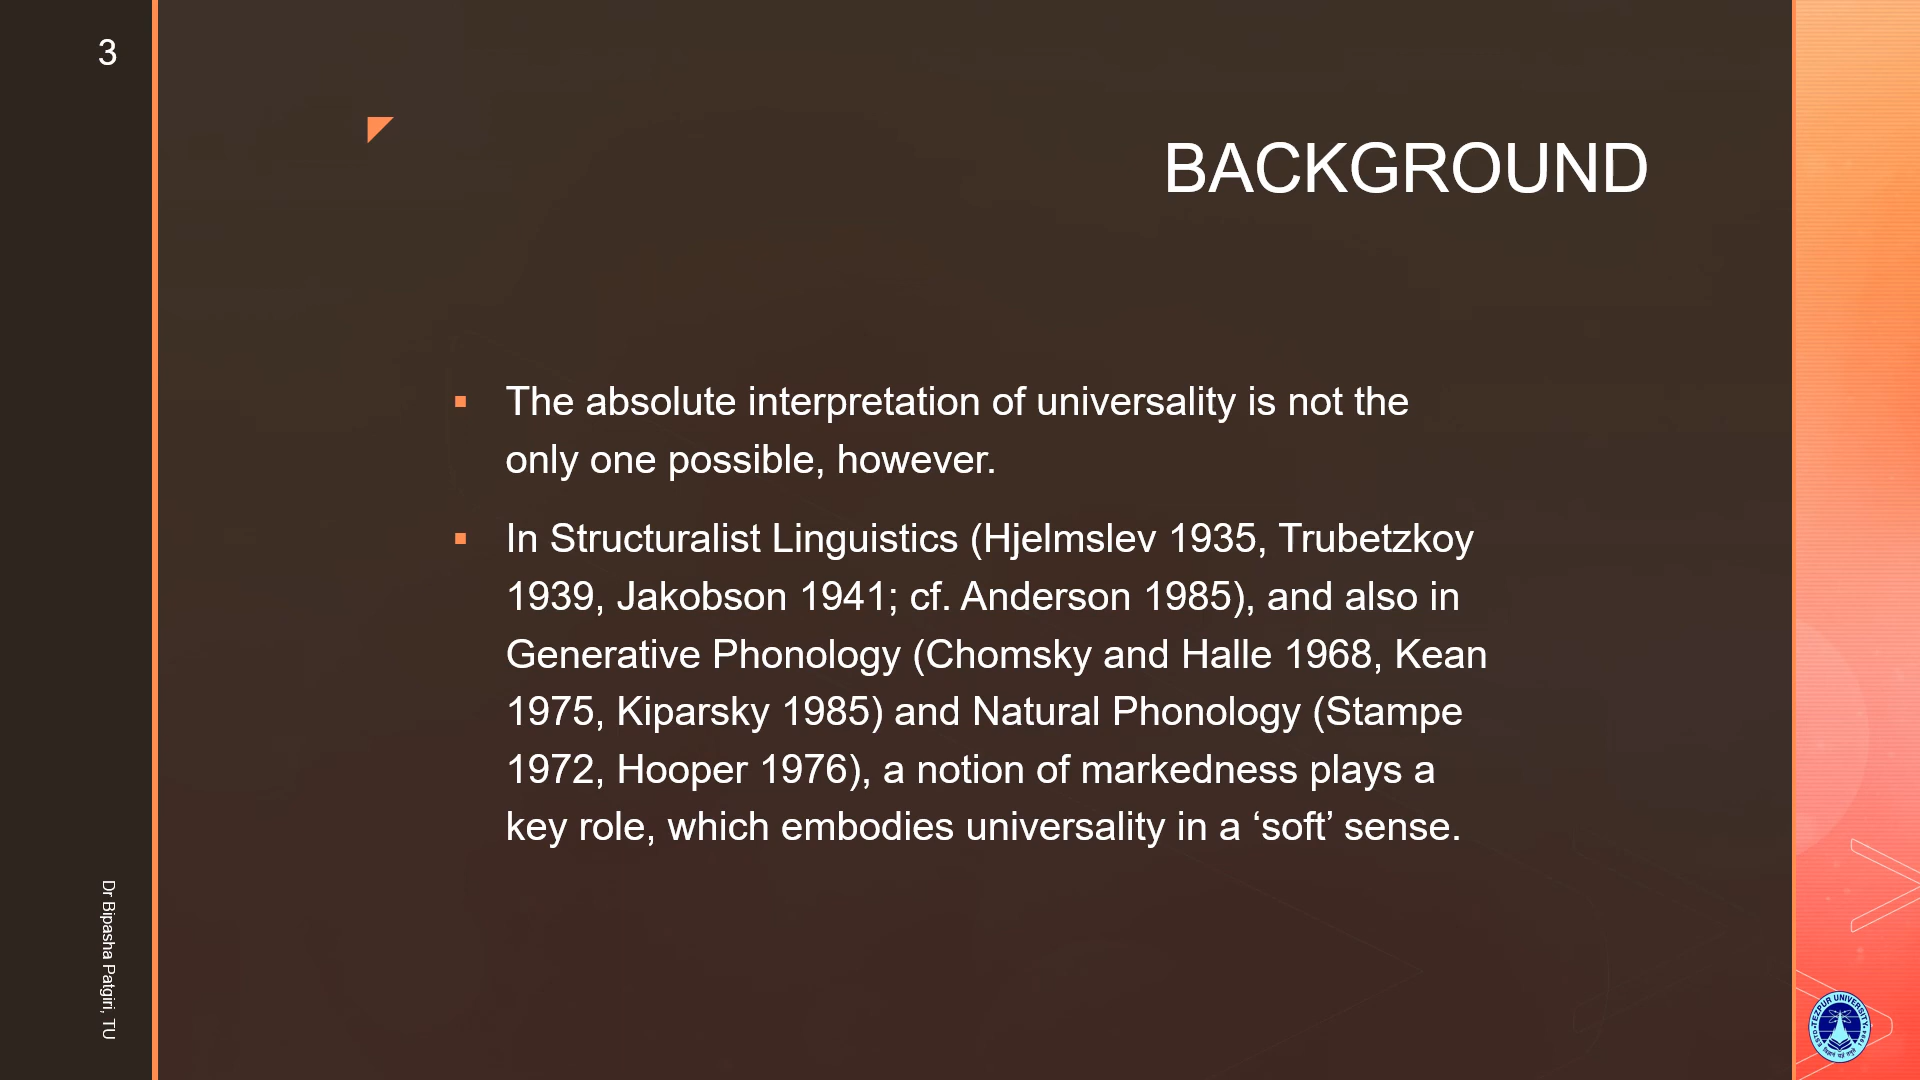 3
BACKGROUND
The absolute interpretation of universality is not the
only one possible, however.
In Structuralist Linguistics (Hjelmslev 1935, Trubetzkoy
1939, Jakobson 1941; cf. Anderson 1985), and also in
Generative Phonology (Chomsky and Halle 1968, Kean
1975, Kiparsky 1985) and Natural Phonology (Stampe
1972, Hooper 1976), a notion of markedness plays a
key role, which embodies universality in a ‘soft’ sense.
Dr Bipasha Patgiri, TU
TEZPUR UNIVERSITY